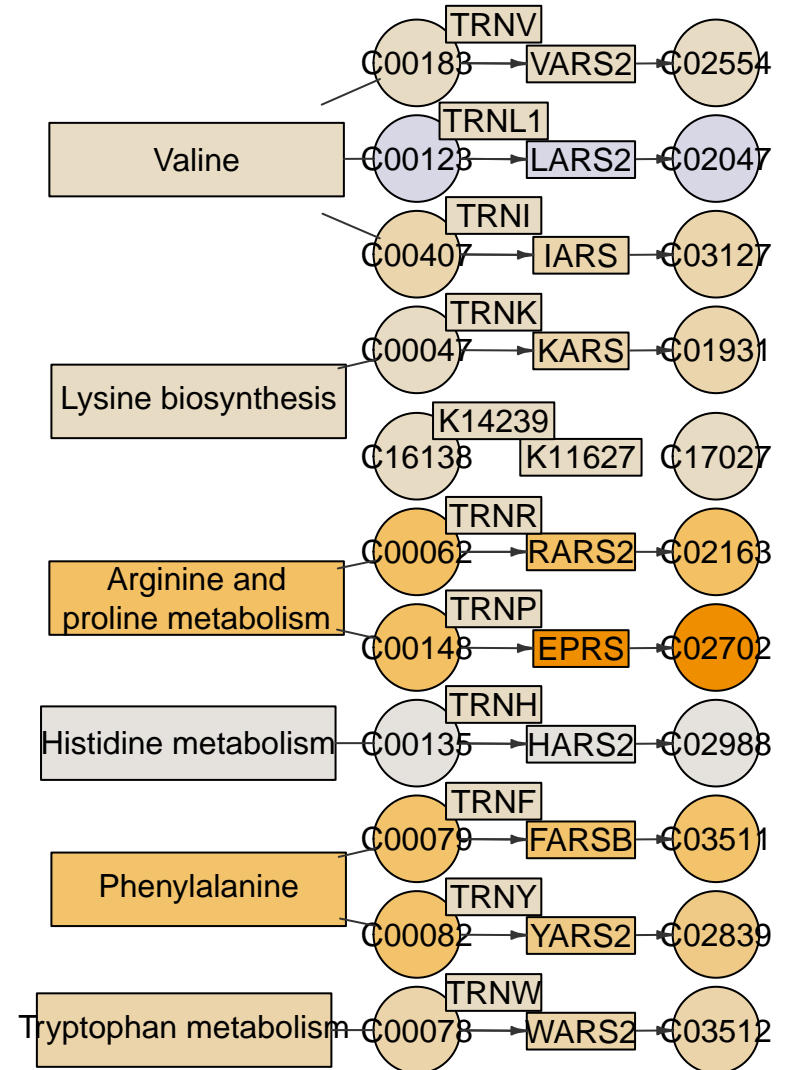 TRNV
C00183
VARS2
C02554
Valine
TRNL1
C00123
LARS2
C02047
TRNI
C00407
IARS
C03127
TRNK
C00047
KARS
C01931
Lysine biosynthesis
K14239
C16138
K11627
C17027
TRNR
C00062
RARS2
C02163
Arginine and
proline metabolism
TRNP
C00148
EPRS
C02702
TRNH
Histidine metabolism
C00135
HARS2
C02988
TRNF
C00079
FARSB
C03511
Phenylalanine
TRNY
C00082
YARS2
C02839
TRNW
Tryptophan metabolism
C00078
WARS2
C03512